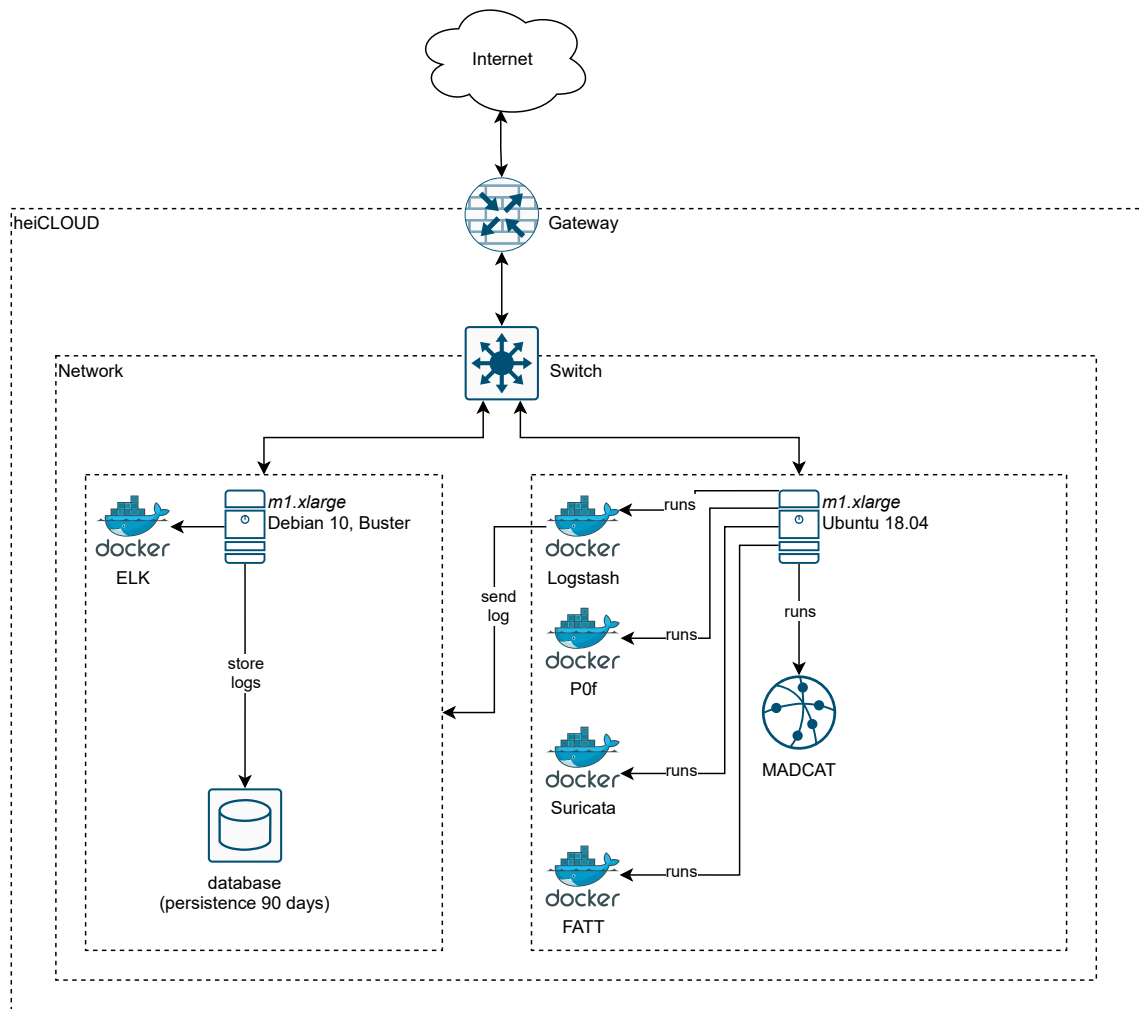 Internet
heiCLOUD
Gateway
Network
Switch
m1.xlarge
Debian 10, Buster
docker
ELK
store
logs
database
(persistence 90 days)
send
log
m1.xlarge
Ubuntu 18.04
runs
docker
Logstash
runs
docker
P0f
runs
docker
Suricata
runs
docker
FATT
runs
MADCAT